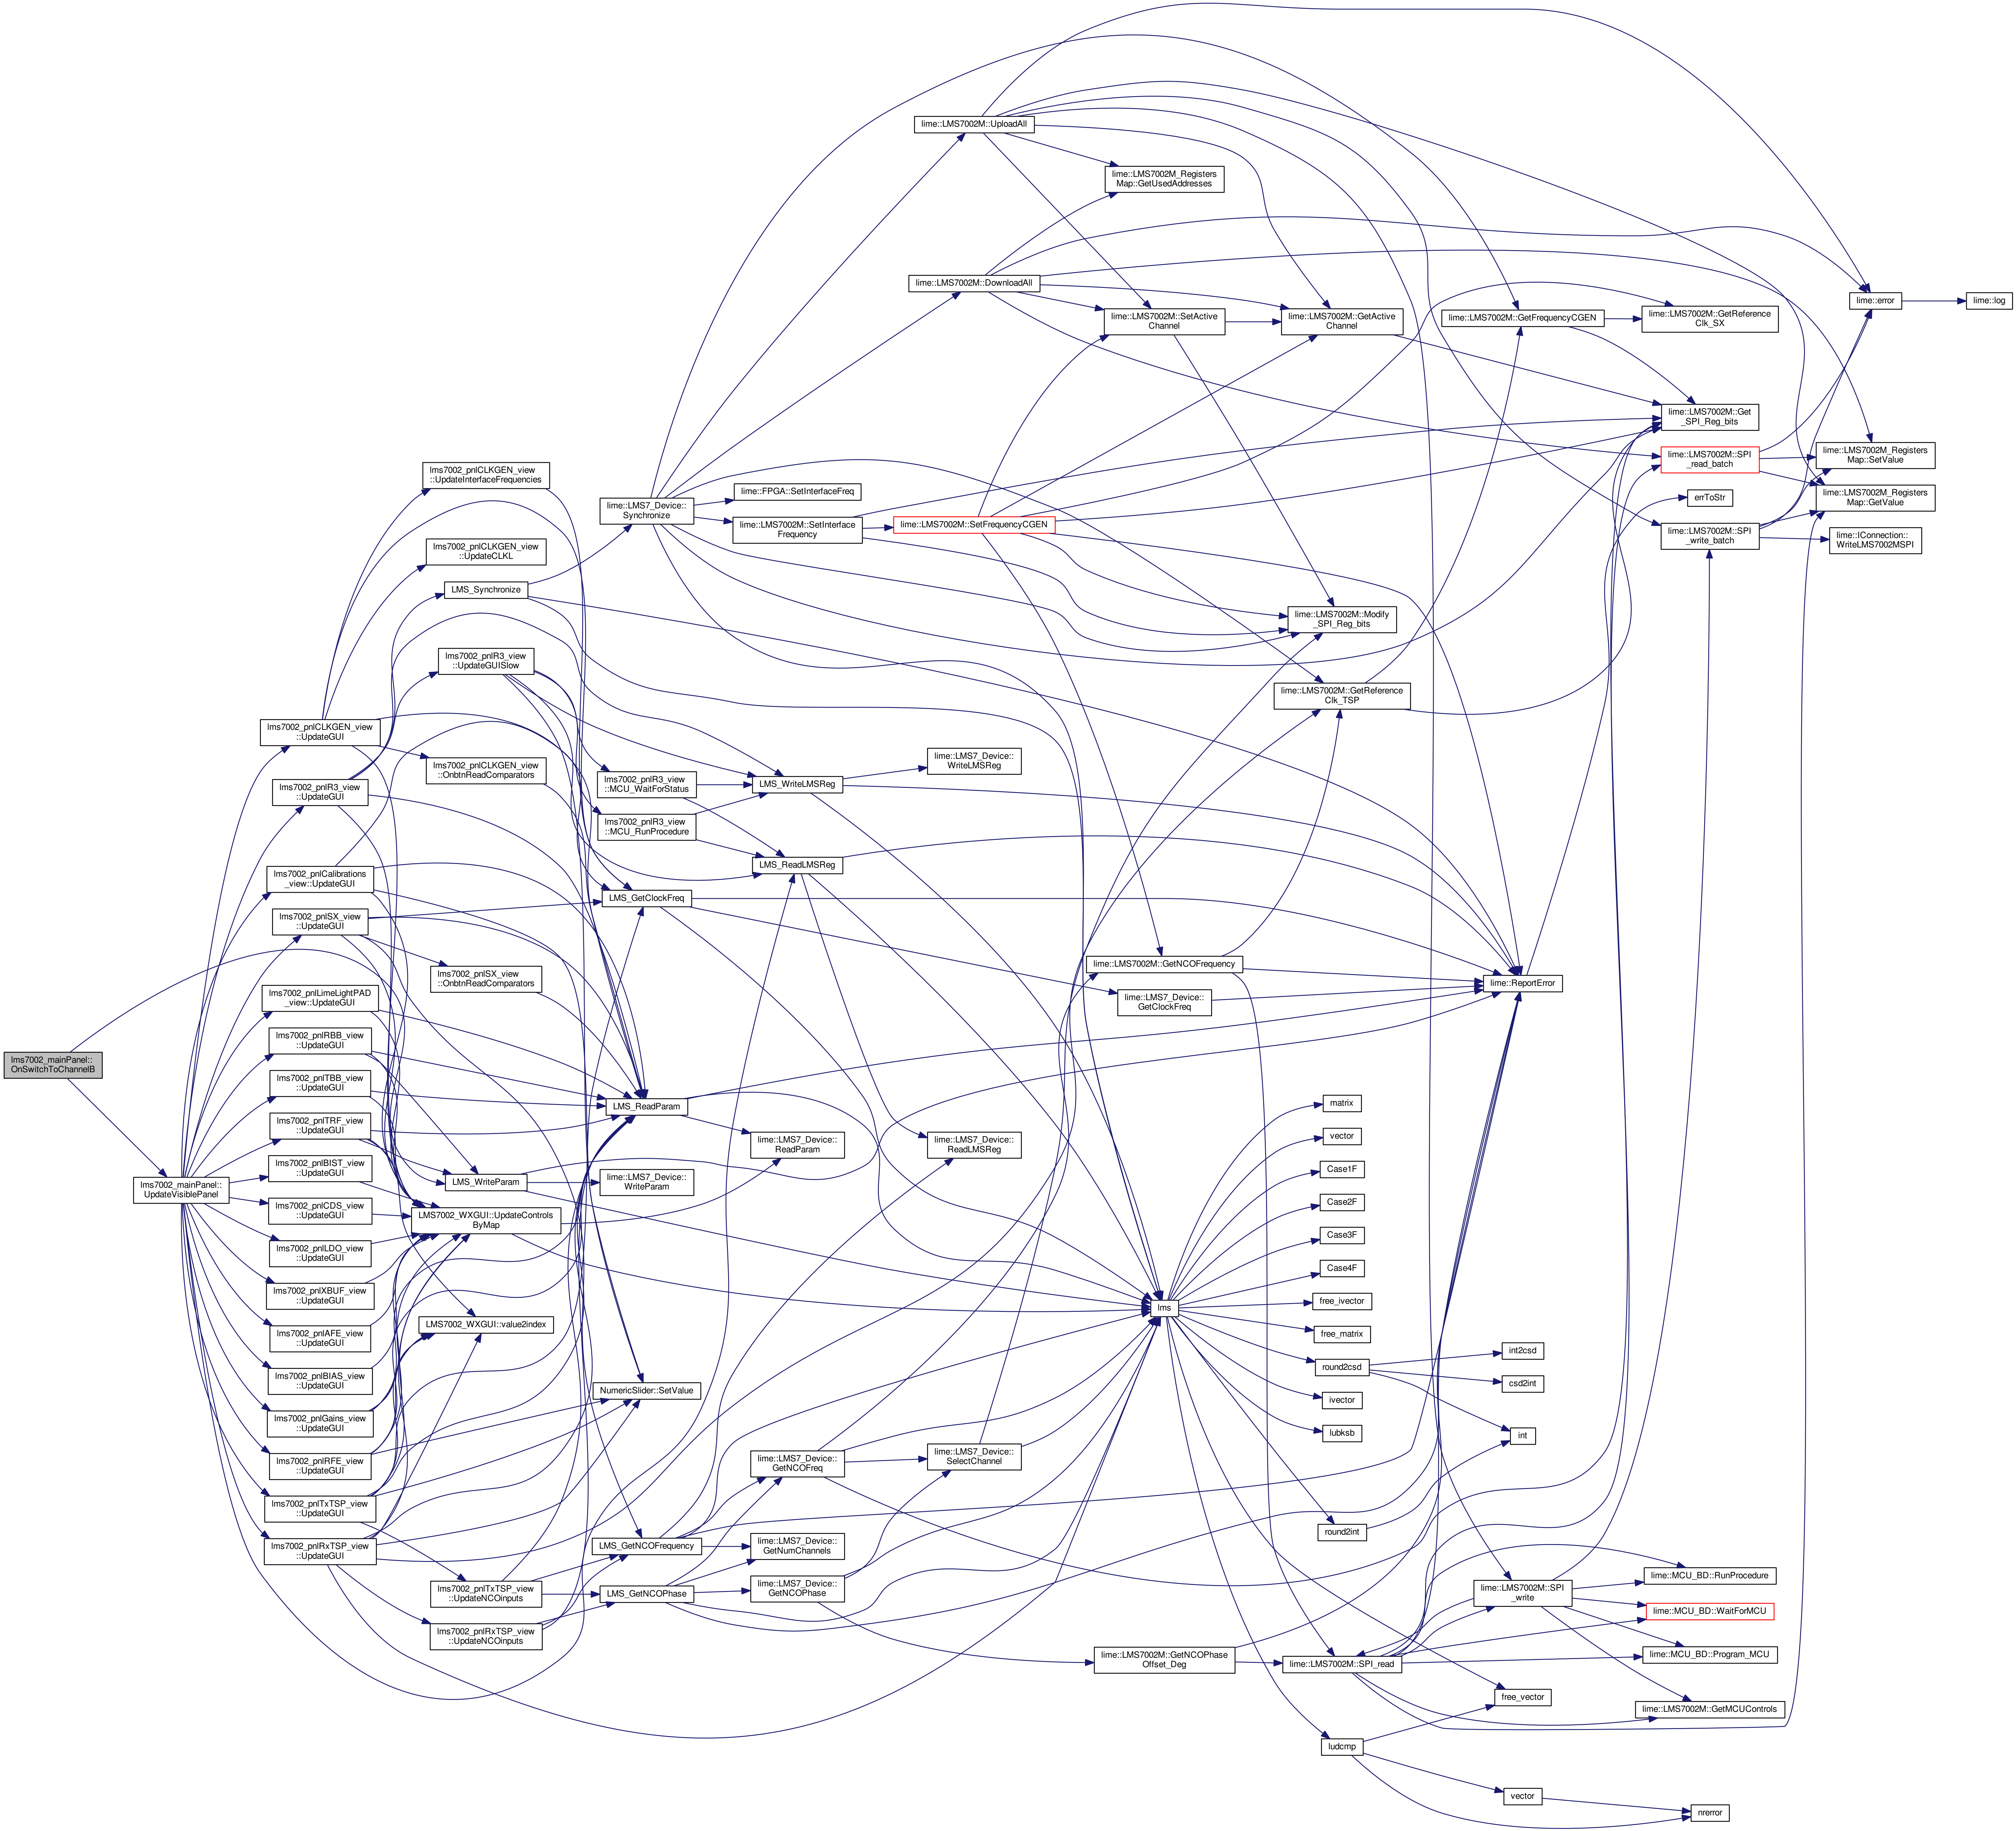 lms7002_mainPanel::
OnSwitchToChannelB
lms7002_mainPanel::
UpdateVisiblePanel
lms7002_pnlCLKGEN_view
::UpdateGUI
lms7002_pnlR3_view
::UpdateGUI
lms7002_pnlCalibrations
_view::UpdateGUI
lms7002_pnlSX_view
::UpdateGUI
lms7002_pnlLimeLightPAD
_view::UpdateGUI
lms7002_pnlRBB_view
::UpdateGUI
lms7002_pnlTBB_view
::UpdateGUI
lms7002_pnlTRF_view
::UpdateGUI
lms7002_pnlBIST_view
::UpdateGUI
lms7002_pnlCDS_view
::UpdateGUI
lms7002_pnlLDO_view
::UpdateGUI
lms7002_pnlXBUF_view
::UpdateGUI
lms7002_pnlAFE_view
::UpdateGUI
lms7002_pnlBIAS_view
::UpdateGUI
lms7002_pnlGains_view
::UpdateGUI
lms7002_pnlRFE_view
::UpdateGUI
lms7002_pnlTxTSP_view
::UpdateGUI
lms7002_pnlRxTSP_view
::UpdateGUI
lms7002_pnlCLKGEN_view
::UpdateInterfaceFrequencies
lms7002_pnlCLKGEN_view
::UpdateCLKL
LMS_Synchronize
lms7002_pnlR3_view
::UpdateGUISlow
lms7002_pnlCLKGEN_view
::OnbtnReadComparators
lms7002_pnlSX_view
::OnbtnReadComparators
LMS_WriteParam
LMS7002_WXGUI::UpdateControls
ByMap
LMS7002_WXGUI::value2index
lms7002_pnlTxTSP_view
::UpdateNCOinputs
lms7002_pnlRxTSP_view
::UpdateNCOinputs
lime::LMS7_Device::
Synchronize
lms7002_pnlR3_view
::MCU_WaitForStatus
lms7002_pnlR3_view
::MCU_RunProcedure
LMS_GetClockFreq
LMS_ReadParam
lime::LMS7_Device::
WriteParam
NumericSlider::SetValue
LMS_GetNCOFrequency
LMS_GetNCOPhase
lime::FPGA::SetInterfaceFreq
lime::LMS7002M::SetInterface
Frequency
LMS_WriteLMSReg
LMS_ReadLMSReg
lime::LMS7_Device::
ReadParam
lime::LMS7_Device::
GetNCOFreq
lime::LMS7_Device::
GetNumChannels
lime::LMS7_Device::
GetNCOPhase
lime::LMS7002M::UploadAll
lime::LMS7002M::DownloadAll
lime::LMS7002M::SetFrequencyCGEN
lime::LMS7_Device::
WriteLMSReg
lime::LMS7_Device::
ReadLMSReg
lime::LMS7_Device::
SelectChannel
lime::LMS7002M_Registers
Map::GetUsedAddresses
lime::LMS7002M::SetActive
Channel
lime::LMS7002M::GetNCOFrequency
lime::LMS7_Device::
GetClockFreq
lms
lime::LMS7002M::GetNCOPhase
Offset_Deg
lime::LMS7002M::GetActive
Channel
lime::LMS7002M::Modify
_SPI_Reg_bits
lime::LMS7002M::GetReference
Clk_TSP
matrix
vector
Case1F
Case2F
Case3F
Case4F
free_ivector
free_matrix
round2csd
ivector
lubksb
round2int
lime::LMS7002M::SPI_read
ludcmp
lime::LMS7002M::GetFrequencyCGEN
lime::ReportError
int2csd
csd2int
int
lime::LMS7002M::SPI
_write
free_vector
vector
lime::LMS7002M::GetReference
Clk_SX
lime::LMS7002M::Get
_SPI_Reg_bits
lime::LMS7002M::SPI
_read_batch
errToStr
lime::LMS7002M::SPI
_write_batch
lime::MCU_BD::RunProcedure
lime::MCU_BD::WaitForMCU
lime::MCU_BD::Program_MCU
lime::LMS7002M::GetMCUControls
nrerror
lime::error
lime::LMS7002M_Registers
Map::SetValue
lime::LMS7002M_Registers
Map::GetValue
lime::IConnection::
WriteLMS7002MSPI
lime::log